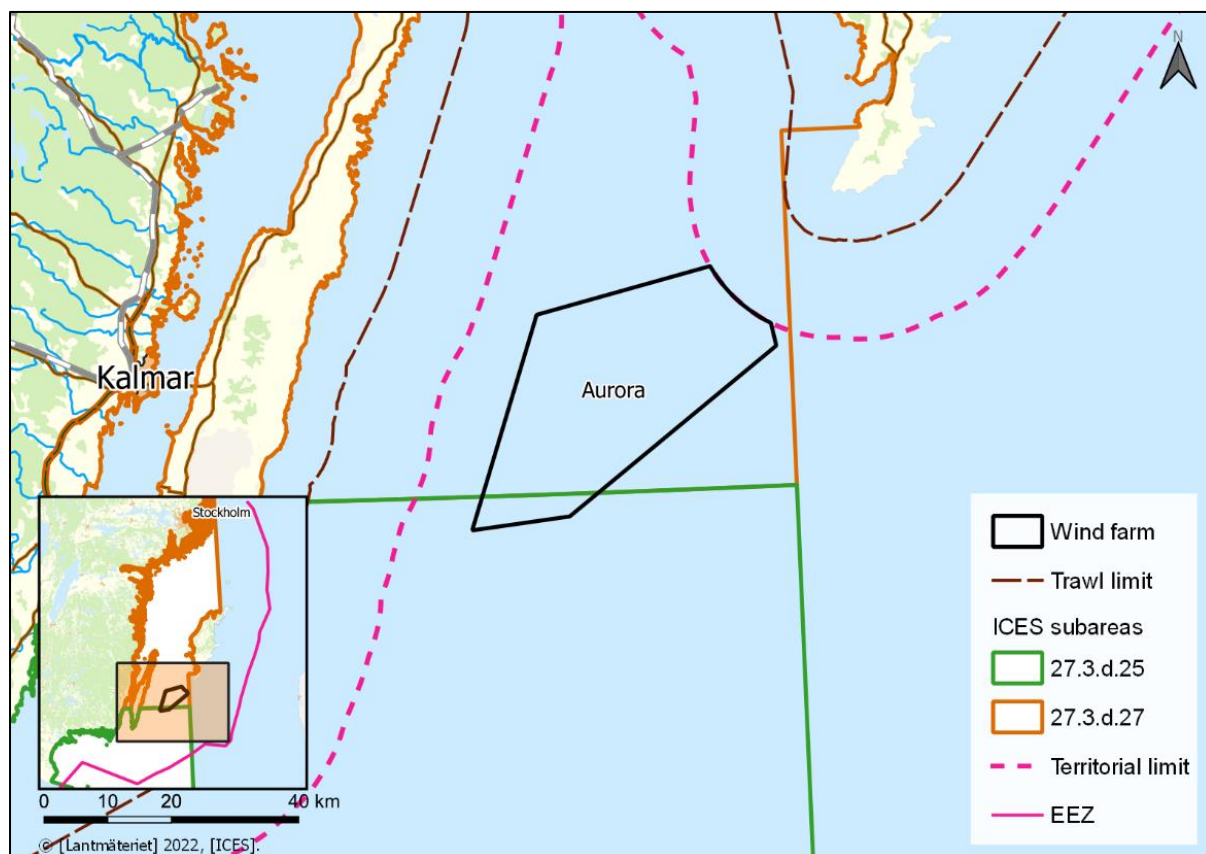 N
Kalmar
Aurora
Stockholm
0 10 20 40 km
© [Lantmäteriet] 2022, [ICES].
Wind farm
Trawl limit
ICES subareas
27.3.d.25
27.3.d.27
Territorial limit
EEZ